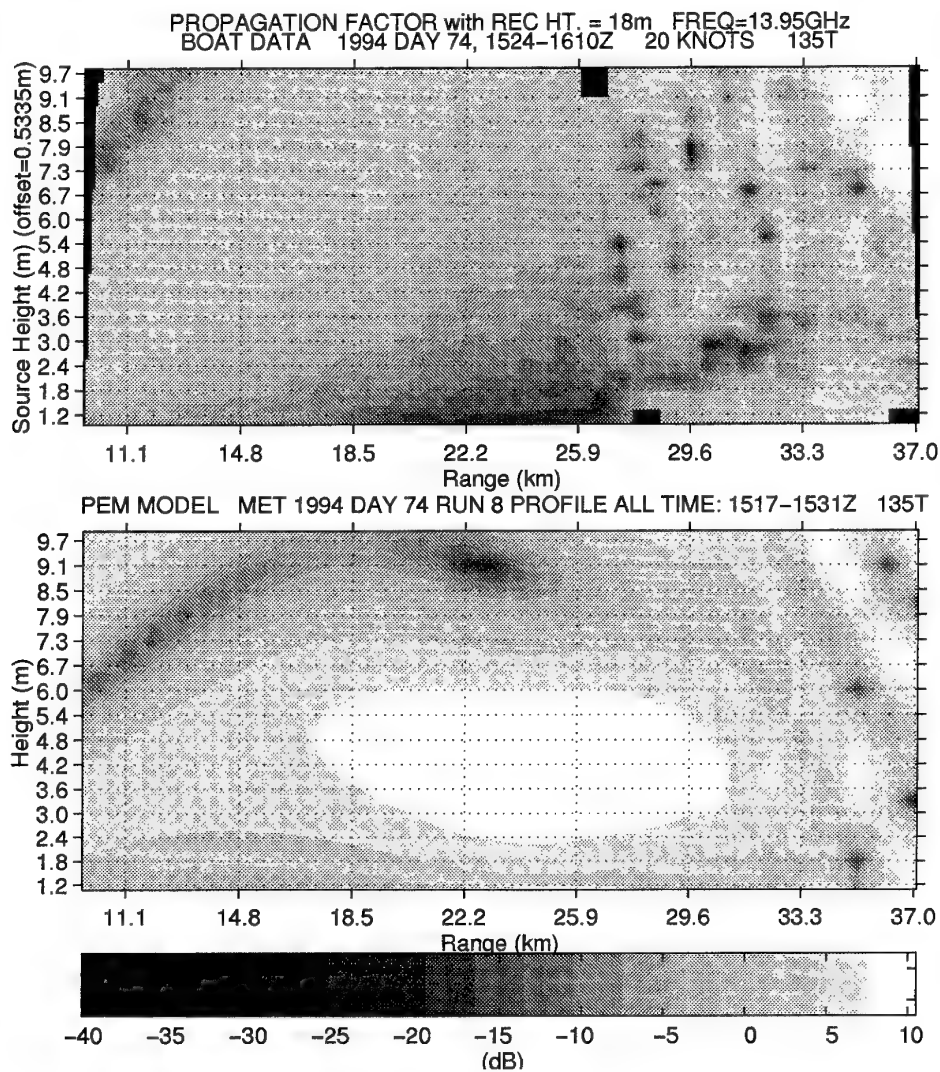 PROPAGATION FACTOR with REC HT. = 18m FREQ=13.95GHz
BOAT DATA 1994 DAY 74, 1524-1610Z 20 KNOTS 135T
Source Height (m) (offset=0.5335m)
9.7
9.1
8.5
7.9
7.3
6.7
6.0
5.4
4.8
4.2
3.6
3.0
2.4
1.8
1.2
11.1 14.8 18.5 22.2 25.9 29.6 33.3 37.0
Range (km)
PEM MODEL MET 1994 DAY 74 RUN 8 PROFILE ALL TIME: 1517-1531Z 135T
Height (m)
9.7
9.1
8.5
7.9
7.3
6.7
6.0
5.4
4.8
4.2
3.6
3.0
2.4
1.8
1.2
11.1 14.8 18.5 22.2 25.9 29.6 33.3 37.0
Range (km)
-40 -35 -30 -25 -20 -15 -10 -5 0 5 10
(dB)